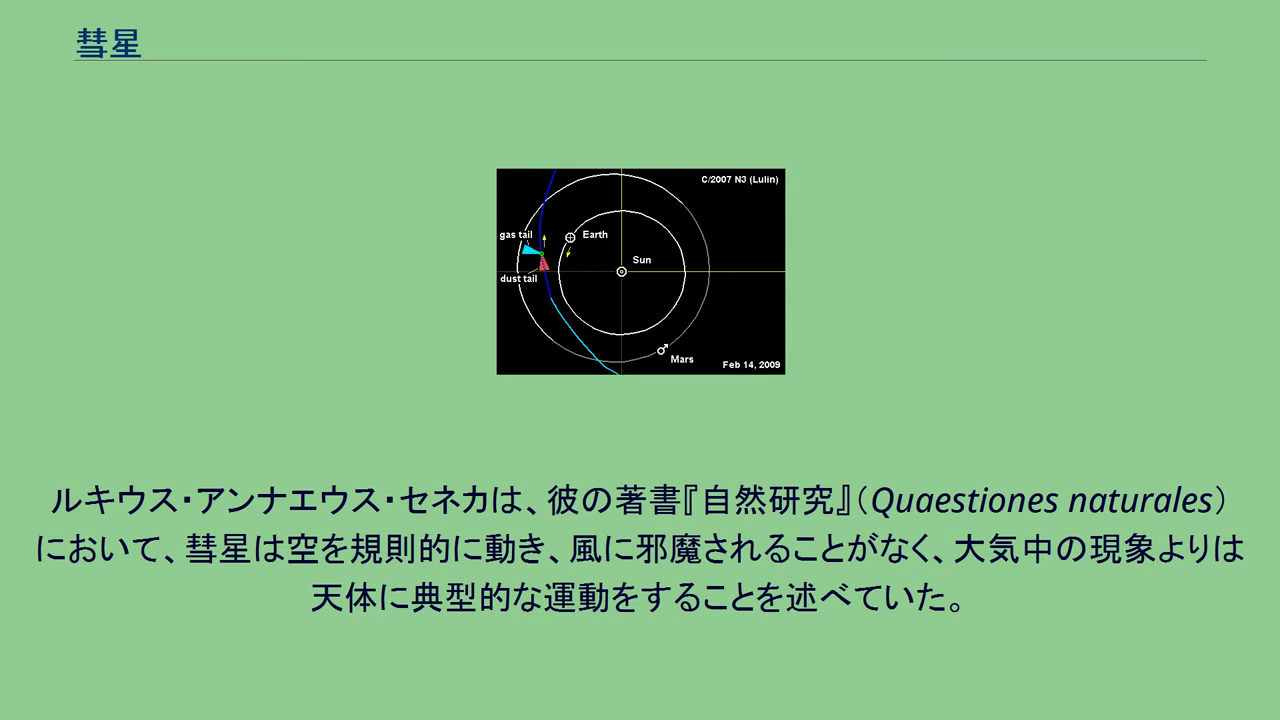 彗星
C/2007 N3 (Lulin)
gas tail
Earth
Sun
dust tail
Mars
Feb 14, 2009
ルキウス・アンナエウス・セネカは、彼の著書『自然研究』（Quaestiones naturales）
において、彗星は空を規則的に動き、風に邪魔されることがなく、大気中の現象よりは
天体に典型的な運動をすることを述べていた。